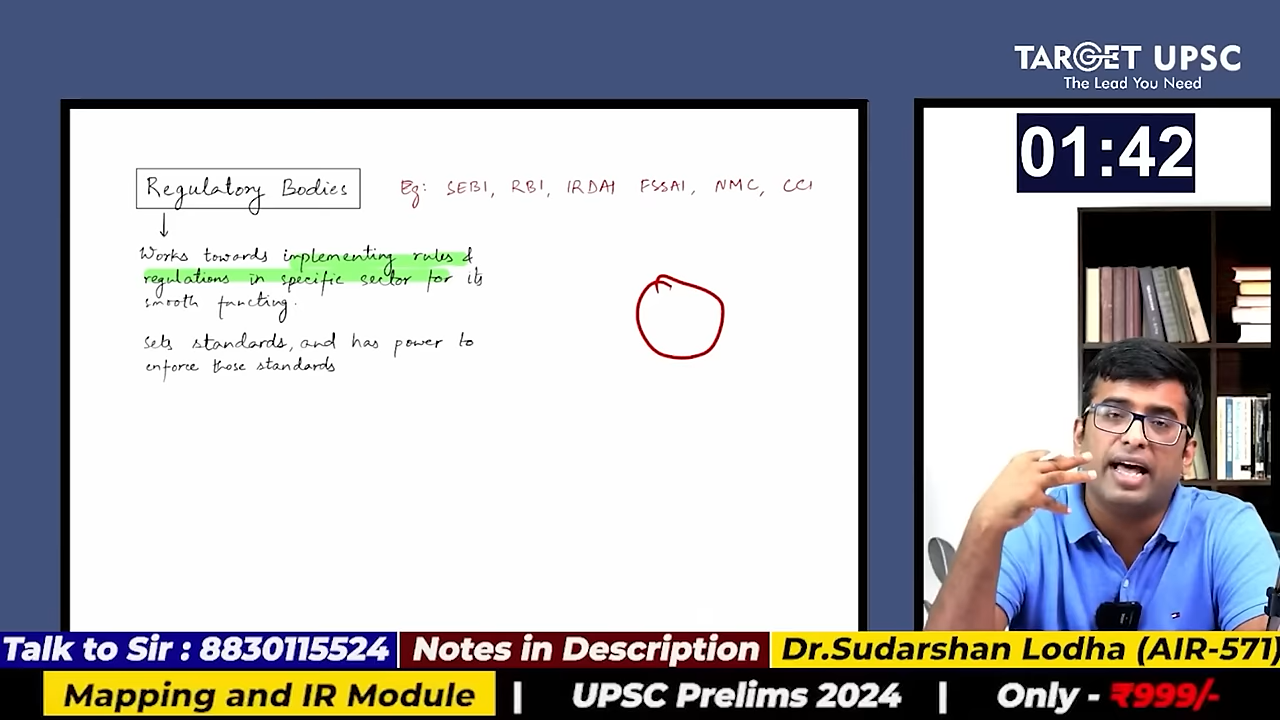 TARGET UPSC
The Lead You Need
01:42
Regulatory Bodies Eg: SEBI, RBI, IRDAI FSSAI, NMC, CCI
Works towards implementing rules &
regulations in specific sector for its
smooth functing.
Sets standards, and has power to
enforce those standards
Talk to Sir : 8830115524 Notes in Description Dr.Sudarshan Lodha (AIR-571)
Mapping and IR Module | UPSC Prelims 2024 | Only - ₹999/-